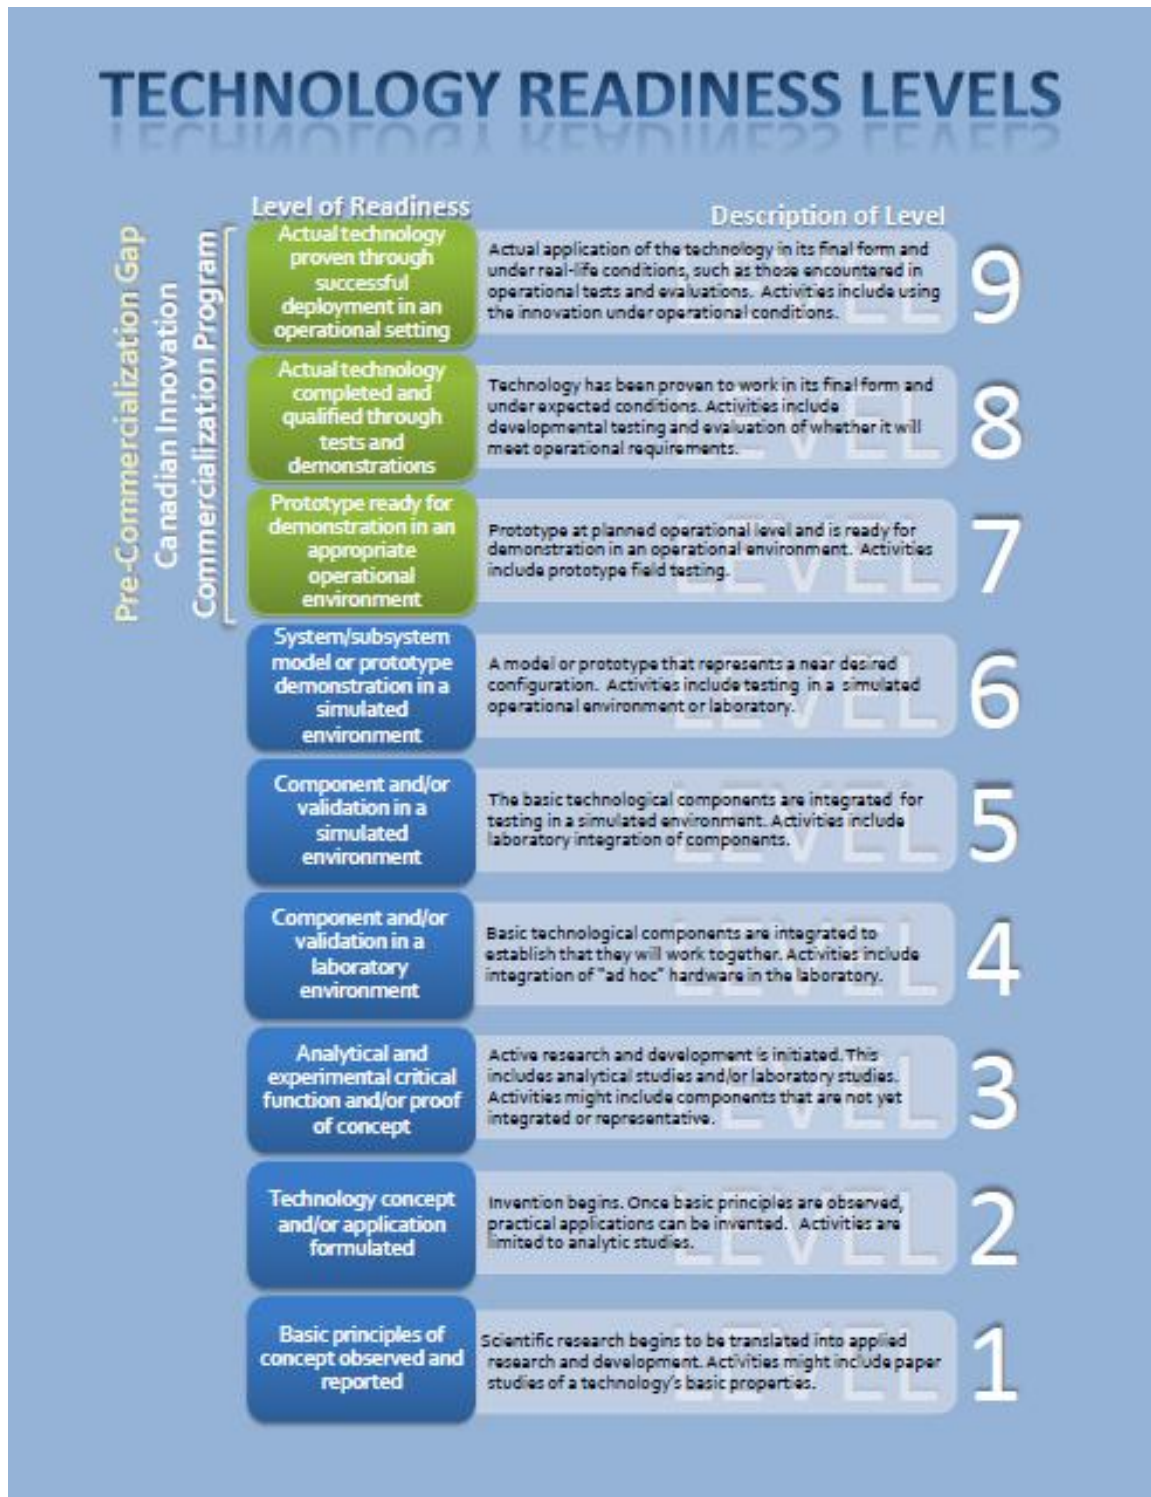 TECHNOLOGY READINESS LEVELS
Pre-Commercialization Gap
Canadian Innovation
Commercialization Program
Level of Readiness
Description of Level
Actual technology
proven through
successful
deployment in an
operational setting
Actual application of the technology in its final form and
under real-life conditions, such as those encountered in
operational tests and evaluations. Activities include using
the innovation under operational conditions.
LEVEL
9
Actual technology
completed and
qualified through
tests and
demonstrations
Technology has been proven to work in its final form and
under expected conditions. Activities include
developmental testing and evaluation of whether it will
meet operational requirements.
LEVEL
8
Prototype ready for
demonstration in an
appropriate
operational
environment
Prototype at planned operational level and is ready for
demonstration in an operational environment. Activities
include prototype field testing.
LEVEL
7
System/subsystem
model or prototype
demonstration in a
simulated
environment
A model or prototype that represents a near desired
configuration. Activities include testing in a simulated
operational environment or laboratory.
LEVEL
6
Component and/or
validation in a
simulated
environment
The basic technological components are integrated for
testing in a simulated environment. Activities include
laboratory integration of components.
LEVEL
5
Component and/or
validation in a
laboratory
environment
Basic technological components are integrated to
establish that they will work together. Activities include
integration of "ad hoc" hardware in the laboratory.
LEVEL
4
Analytical and
experimental critical
function and/or proof
of concept
Active research and development is initiated. This
includes analytical studies and/or laboratory studies.
Activities might include components that are not yet
integrated or representative.
LEVEL
3
Technology concept
and/or application
formulated
Invention begins. Once basic principles are observed,
practical applications can be invented. Activities are
limited to analytic studies.
LEVEL
2
Basic principles of
concept observed and
reported
Scientific research begins to be translated into applied
research and development. Activities might include paper
studies of a technology's basic properties.
LEVEL
1